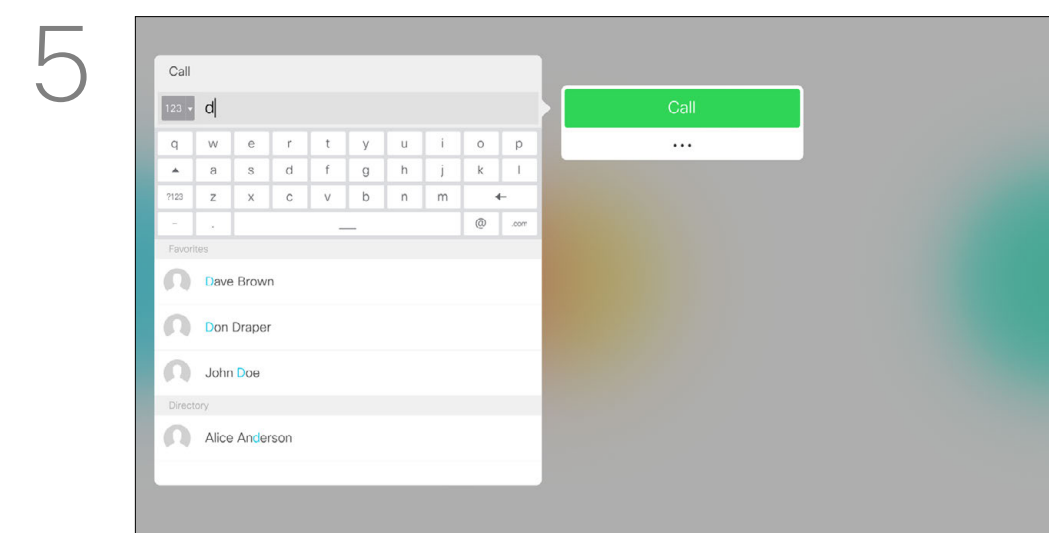 5
Call
123 d
Call
...
q w e r t y u i o p
a s d f g h j k l
?123 z x c v b n m
- . @ .com
Favorites
Dave Brown
Don Draper
John Doe
Directory
Alice Anderson